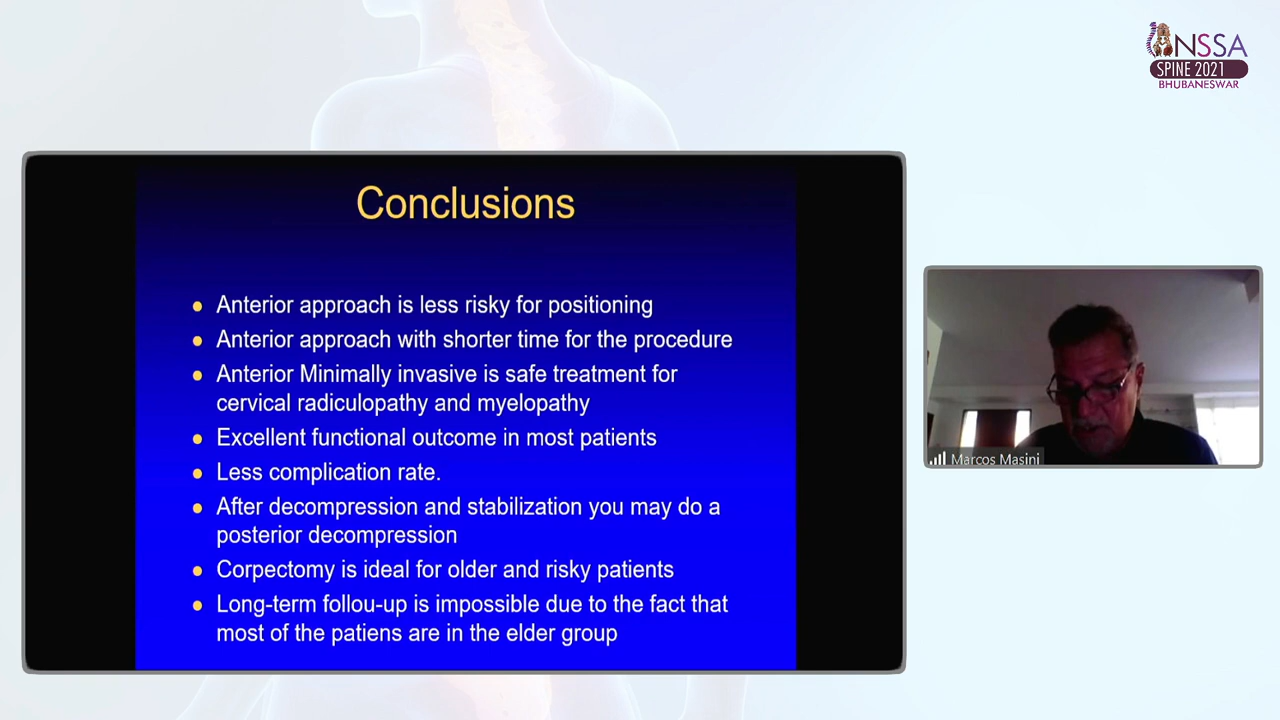 NSSA
SPINE 2021
BHUBANESWAR
Conclusions
Anterior approach is less risky for positioning
Anterior approach with shorter time for the procedure
Anterior Minimally invasive is safe treatment for
cervical radiculopathy and myelopathy
Excellent functional outcome in most patients
Less complication rate.
After decompression and stabilization you may do a
posterior decompression
Corpectomy is ideal for older and risky patients
Long-term follou-up is impossible due to the fact that
most of the patiens are in the elder group
Marcos Masini